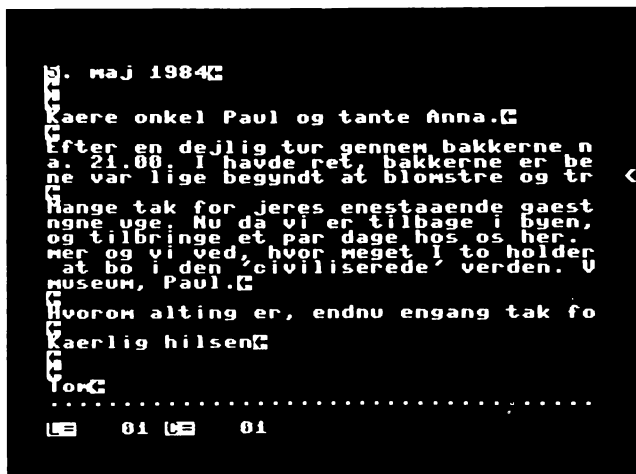 5. maj 1984
Kaere onkel Paul og tante Anna.
Efter en dejlig tur gennem bakkerne n
a. 21.00. I havde ret, bakkerne er be
ne var lige begyndt at blomstre og tr
Mange tak for jeres enestaaende gaest
ngne uge. Nu da vi er tilbage i byen,
og tilbringe et par dage hos os her.
mer og vi ved, hvor meget I to holder
at bo i den 'civiliserede' verden. V
museum, Paul.
Hvorom alting er, endnu engang tak fo
Kaerlig hilsen
Tom
L= 01 C= 01